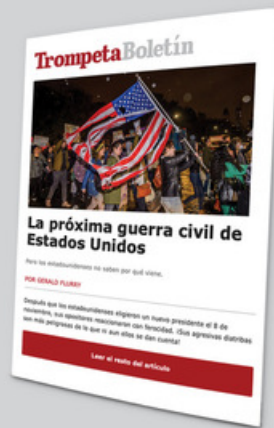 Trompeta Boletín
La próxima guerra civil de
Estados Unidos
Pero los estadounidenses no saben por qué viene.
POR GERALD FLURRY
Después que los estadounidenses eligieron un nuevo presidente el 8 de
noviembre, sus opositores reaccionaron con ferocidad. ¡Sus agresivas diatribas
son más peligrosas de lo que ni aun ellos se dan cuenta!
Leer el resto del artículo